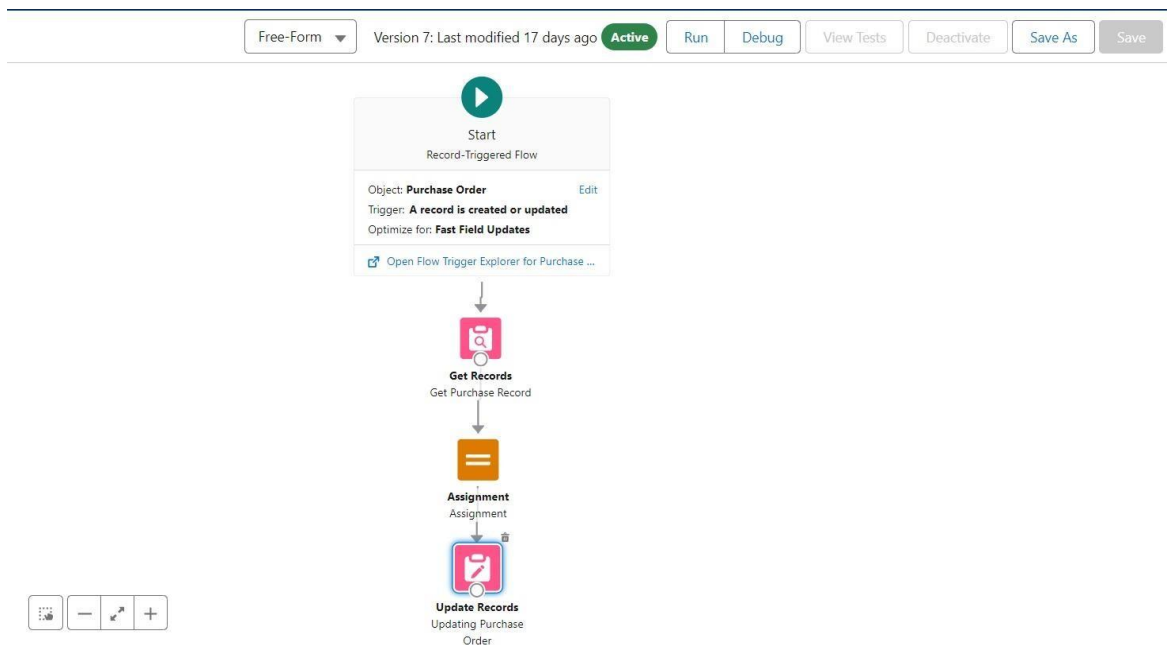 Free-Form
Version 7: Last modified 17 days ago
Active
Run
Debug
View Tests
Deactivate
Save As
Save
Start
Record-Triggered Flow
Object: Purchase Order
Edit
Trigger: A record is created or updated
Optimize for: Fast Field Updates
Open Flow Trigger Explorer for Purchase ...
Get Records
Get Purchase Record
Assignment
Assignment
Update Records
Updating Purchase
Order